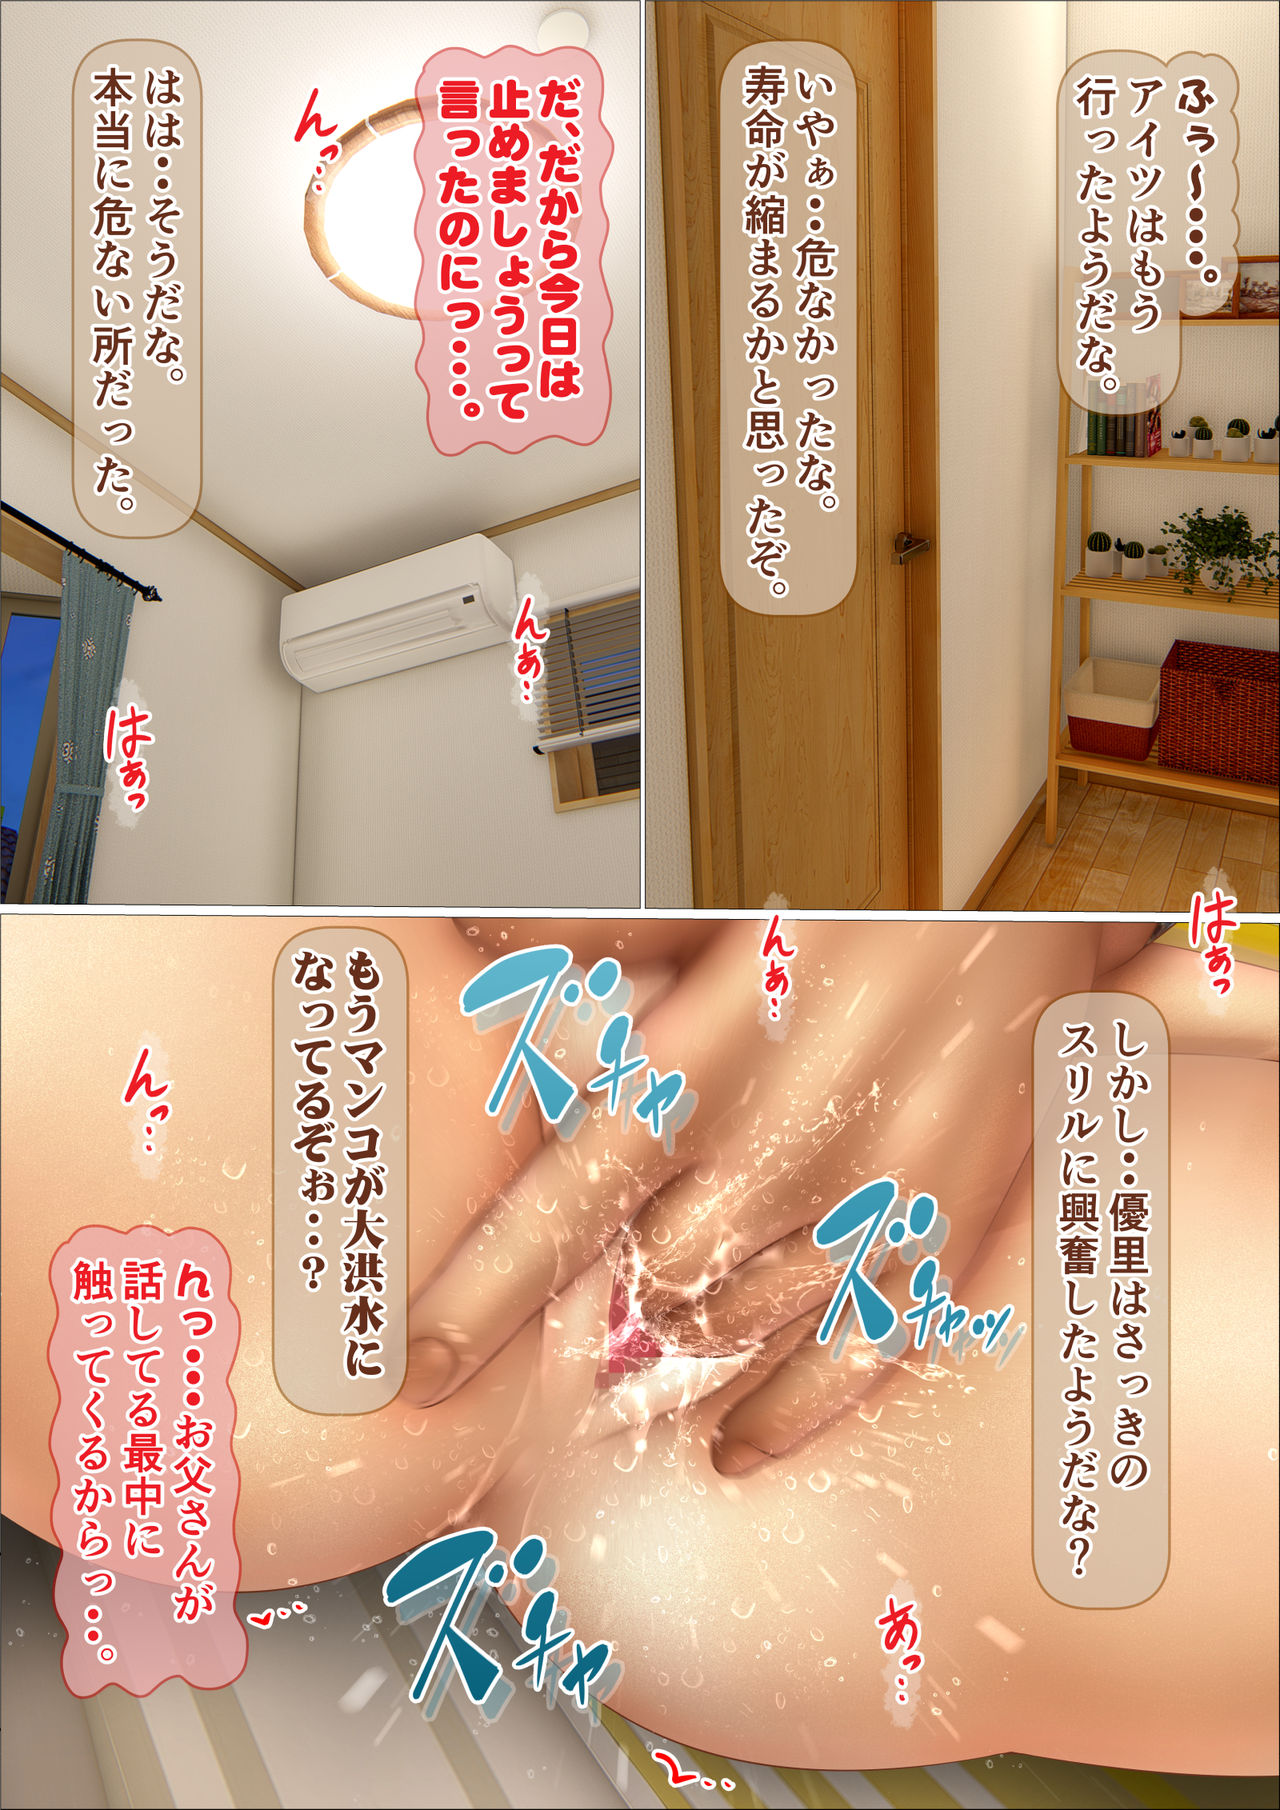 ふぅ〜・・・。
アイツはもう
行ったようだな。
いやぁ・・危なかったな。
寿命が縮まるかと思ったぞ。
だ、だから今日は
止めましょうって
言ったのにっ・・・。
んっ・・
はは・・そうだな。
本当に危ない所だった。
んぁ・・
はぁっ
はぁっ
んぁ・・
しかし・・優里はさっきの
スリルに興奮したようだな？
ズチャ
ズチャッ
もうマンコが大洪水に
なってるぞぉ・・・？
んっ・・
んっ・・・お父さんが
話してる最中に
触ってくるからっ・・・。
ズチャ
あっ・・